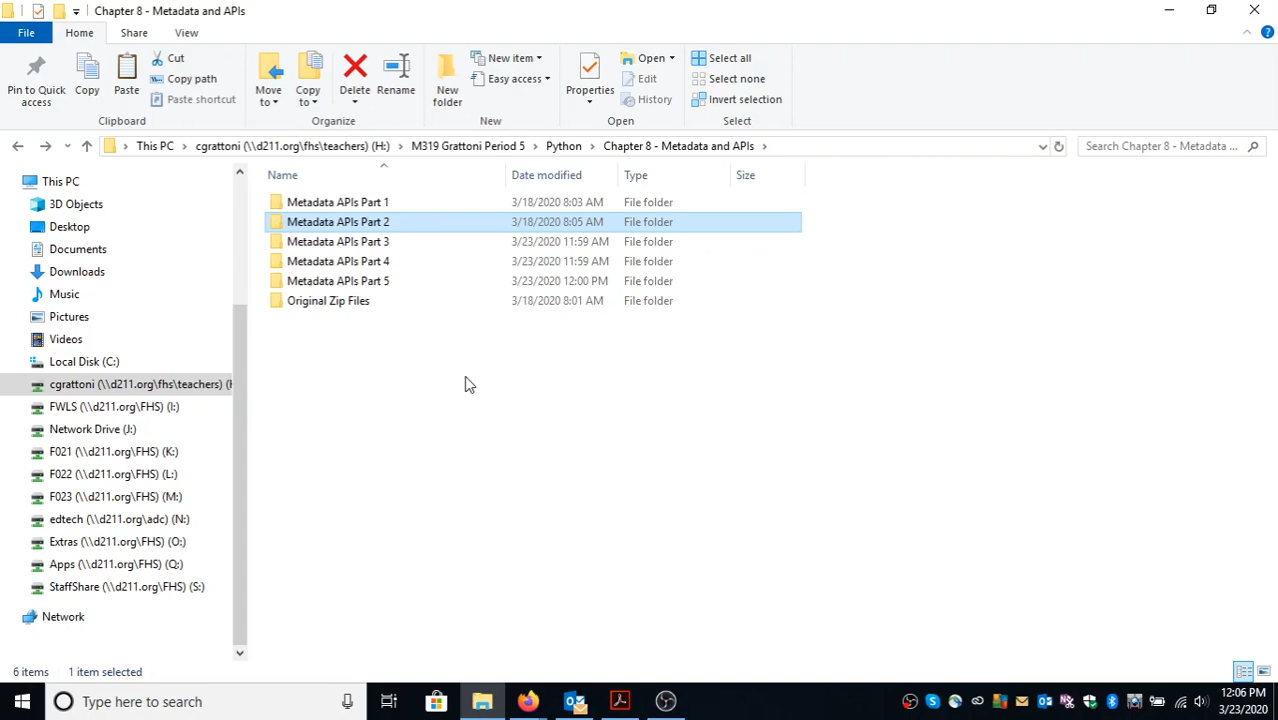 Chapter 8 - Metadata and APIs
File Home Share View
Pin to Quick access
Copy
Paste
Cut
Copy path
Paste shortcut
Clipboard
Move to
Copy to
Delete
Rename
Organize
New folder
New item
Easy access
New
Properties
Open
Edit
History
Open
Select all
Select none
Invert selection
Select
This PC > cgrattoni (\\d211.org\fhs\teachers) (H:) > M319 Grattoni Period 5 > Python > Chapter 8 - Metadata and APIs >
Search Chapter 8 - Metadata ...
Name Date modified Type Size
Metadata APIs Part 1 3/18/2020 8:03 AM File folder
Metadata APIs Part 2 3/18/2020 8:05 AM File folder
Metadata APIs Part 3 3/23/2020 11:59 AM File folder
Metadata APIs Part 4 3/23/2020 11:59 AM File folder
Metadata APIs Part 5 3/23/2020 12:00 PM File folder
Original Zip Files 3/18/2020 8:01 AM File folder
This PC
3D Objects
Desktop
Documents
Downloads
Music
Pictures
Videos
Local Disk (C:)
cgrattoni (\\d211.org\fhs\teachers) (H
FWLS (\\d211.org\FHS) (I:)
Network Drive (J:)
F021 (\\d211.org\FHS) (K:)
F022 (\\d211.org\FHS) (L:)
F023 (\\d211.org\FHS) (M:)
edtech (\\d211.org\adc) (N:)
Extras (\\d211.org\FHS) (O:)
Apps (\\d211.org\FHS) (Q:)
StaffShare (\\d211.org\FHS) (S:)
Network
6 items 1 item selected
Type here to search
12:06 PM
3/23/2020